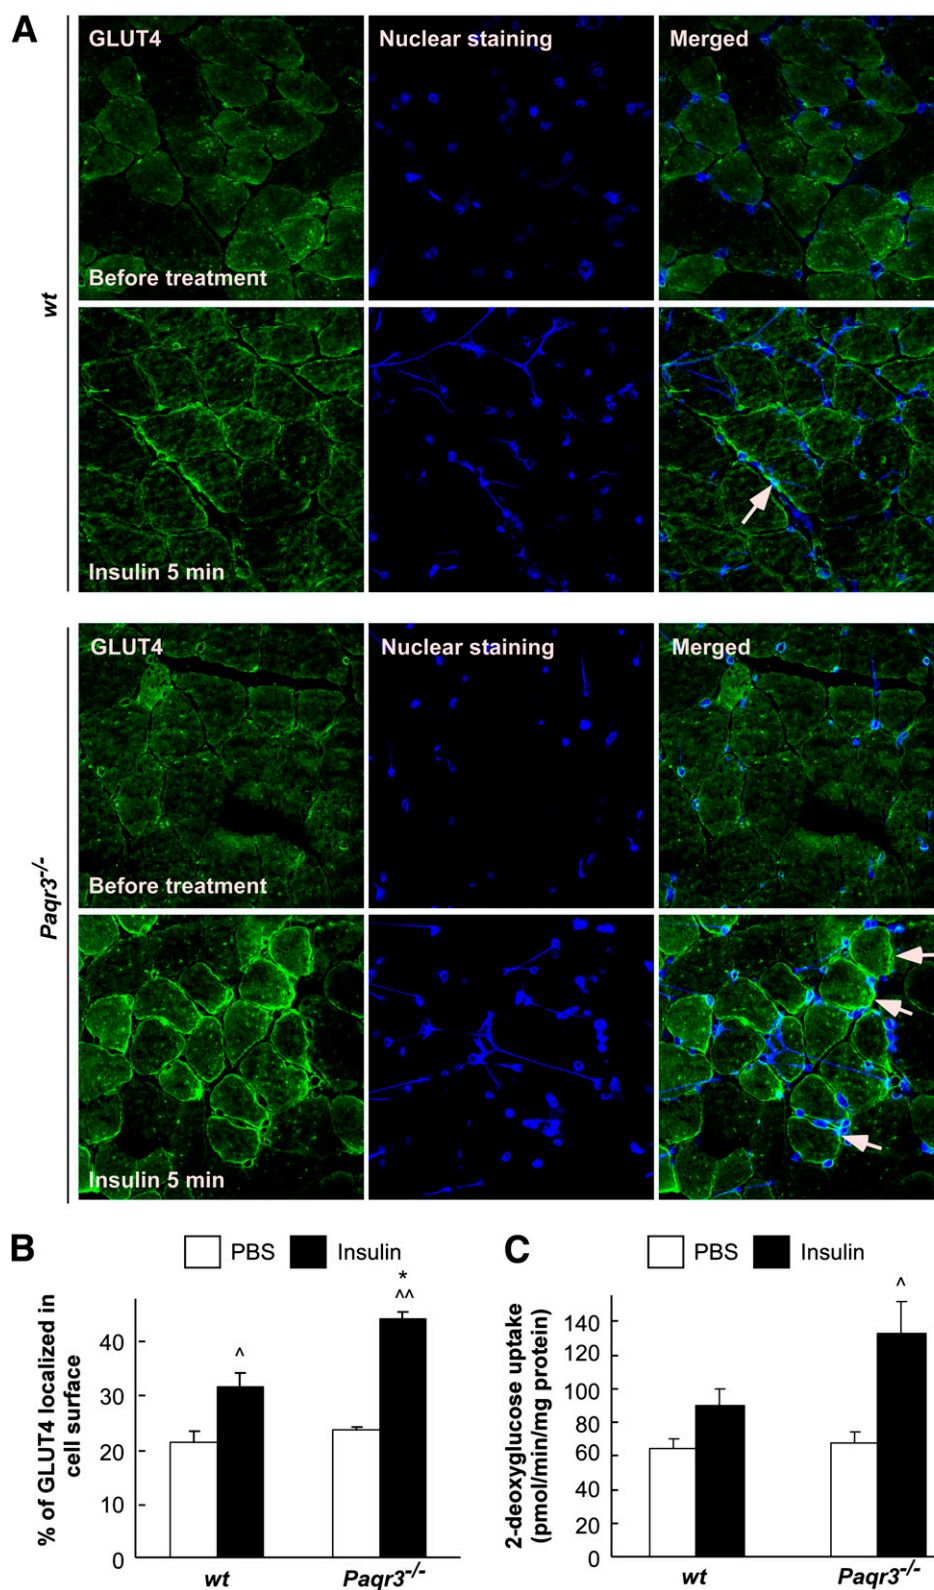 A
GLUT4
Nuclear staining
Merged
Before treatment
wt
Insulin 5 min
GLUT4
Nuclear staining
Merged
Before treatment
Paqr3-/-
Insulin 5 min
B
PBS
Insulin
% of GLUT4 localized in
cell surface
40
30
20
10
0
^
*
^^
wt
Paqr3-/-
C
PBS
Insulin
2-deoxyglucose uptake
(pmol/min/mg protein)
140
120
100
80
60
40
20
0
^
wt
Paqr3-/-